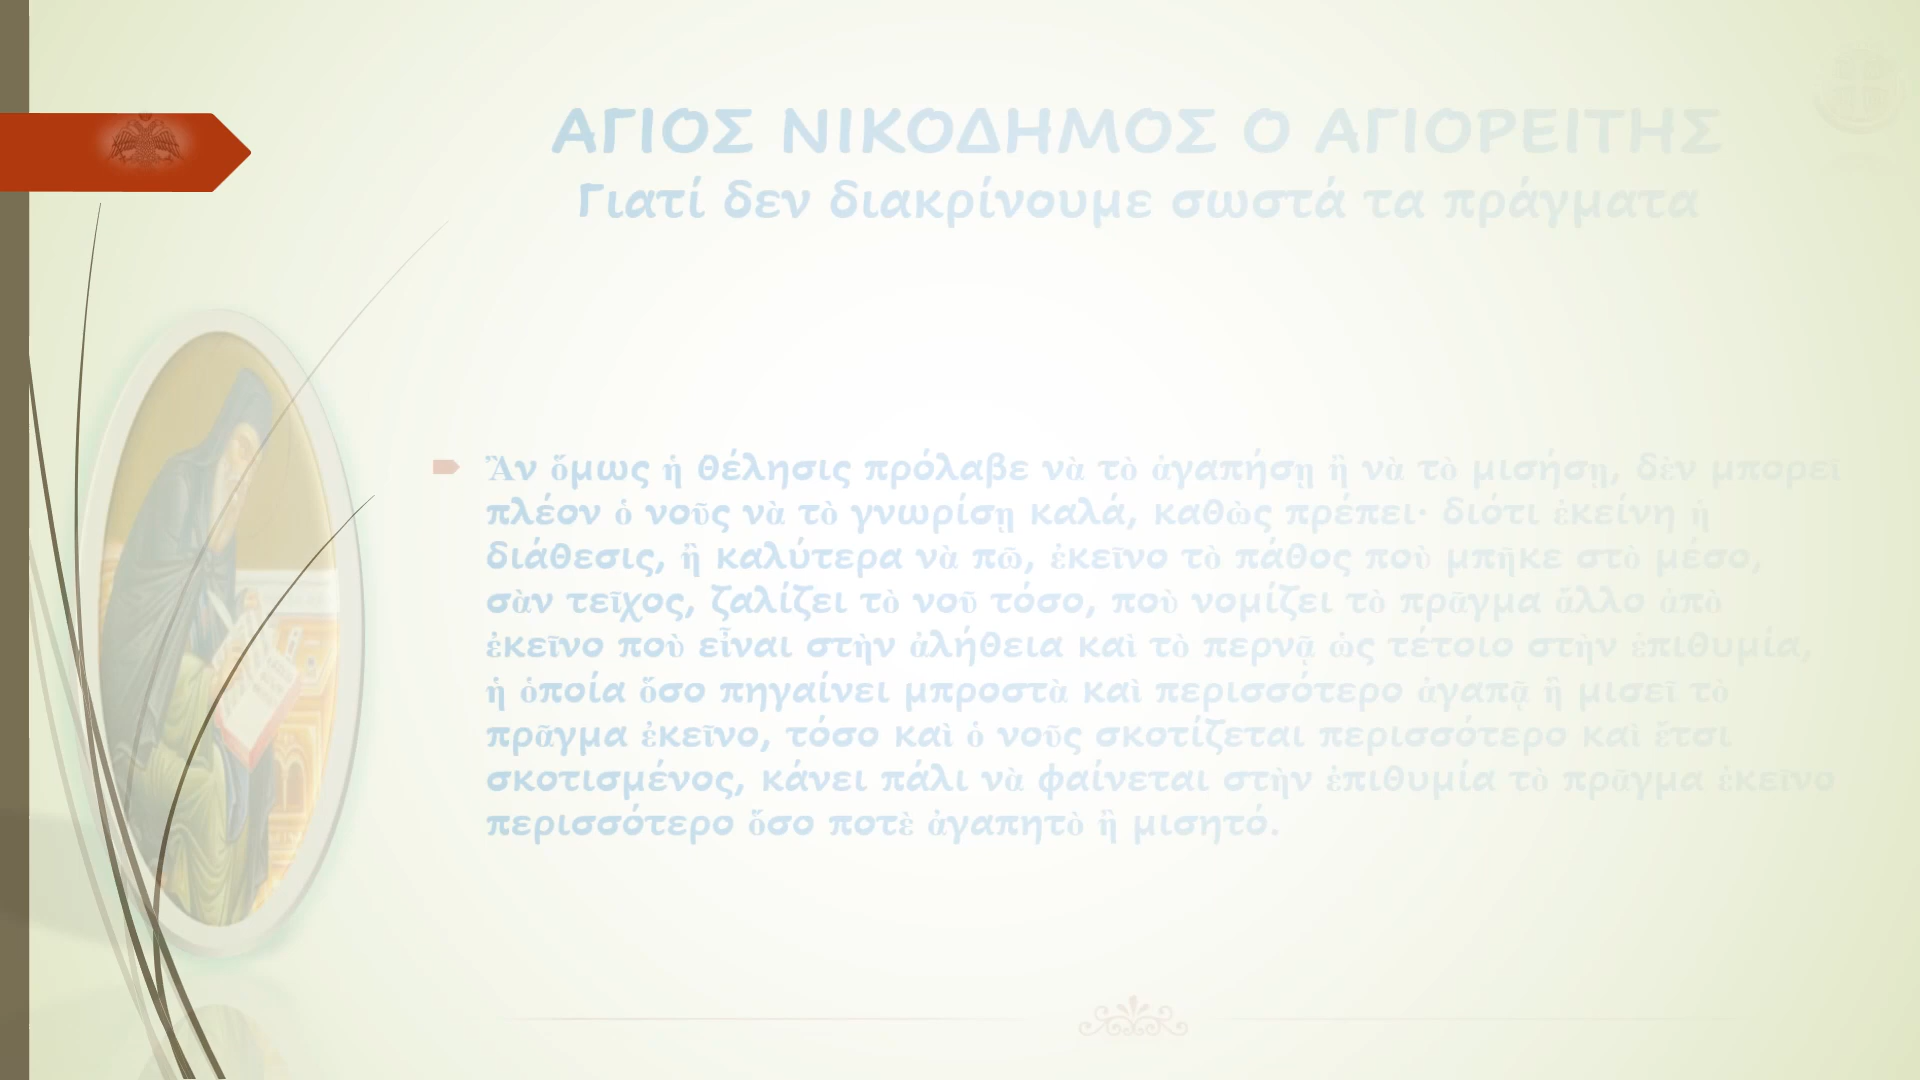 ΑΓΙΟΣ ΝΙΚΟΔΗΜΟΣ Ο ΑΓΙΟΡΕΙΤΗΣ
Γιατί δεν διακρίνουμε σωστά τα πράγματα
Ἂν ὅμως ἡ θέλησις πρόλαβε νὰ τὸ ἀγαπήσῃ ἢ νὰ τὸ μισήσῃ, δὲν μπορεῖ
πλέον ὁ νοῦς νὰ τὸ γνωρίσῃ καλά, καθὼς πρέπει· διότι ἐκείνη ἡ
διάθεσις, ἢ καλύτερα νὰ πῶ, ἐκεῖνο τὸ πάθος ποὺ μπῆκε στὸ μέσο,
σὰν τεῖχος, ζαλίζει τὸ νοῦ τόσο, ποὺ νομίζει τὸ πρᾶγμα ἄλλο ἀπὸ
ἐκεῖνο ποὺ εἶναι στὴν ἀλήθεια καὶ τὸ περνᾷ ὡς τέτοιο στὴν ἐπιθυμία,
ἡ ὁποία ὅσο πηγαίνει μπροστὰ καὶ περισσότερο ἀγαπᾷ ἢ μισεῖ τὸ
πρᾶγμα ἐκεῖνο, τόσο καὶ ὁ νοῦς σκοτίζεται περισσότερο καὶ ἔτσι
σκοτισμένος, κάνει πάλι νὰ φαίνεται στὴν ἐπιθυμία τὸ πρᾶγμα ἐκεῖνο
περισσότερο ὅσο ποτὲ ἀγαπητὸ ἢ μισητό.